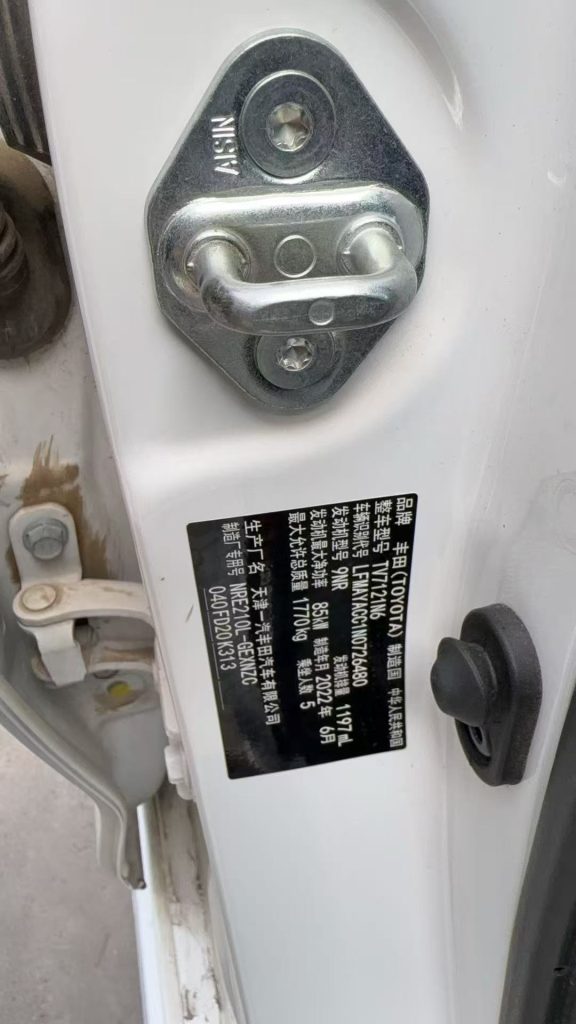 AISIN
品牌 丰田(TOYOTA) 制造国 中华人民共和国
整车型号 TV7121N6
车辆识别代号 LFMA1AGC1N0726480
发动机型号 9NR 发动机排量 1197mL
发动机最大净功率 85kW 制造年月 2022年 6月
最大允许总质量 1770kg 乘坐人数 5
生产厂名 天津一汽丰田汽车有限公司
制造 专用号 NRE210L-GEXNZC
040FD20 K313